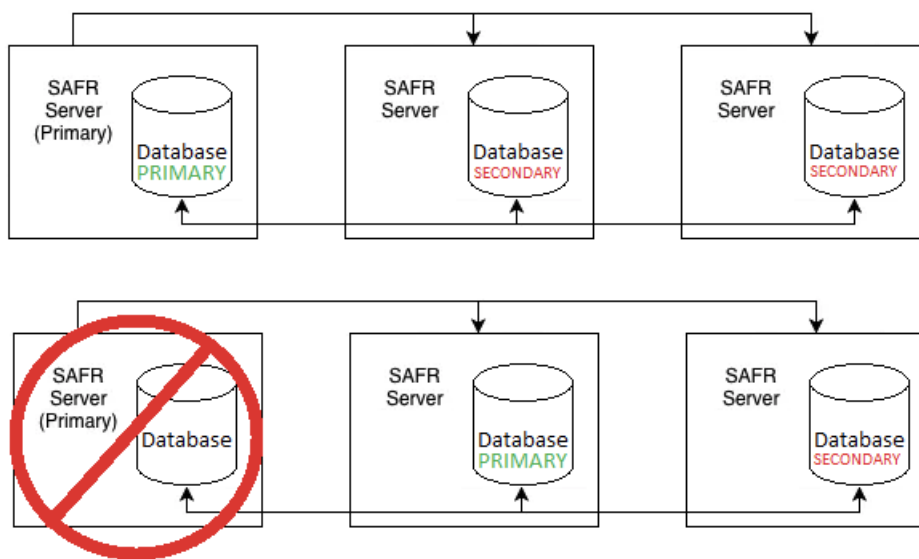 SAFR
Server
(Primary)
Database
PRIMARY
SAFR
Server
Database
SECONDARY
SAFR
Server
Database
SECONDARY
SAFR
Server
(Primary)
Database
SAFR
Server
Database
PRIMARY
SAFR
Server
Database
SECONDARY